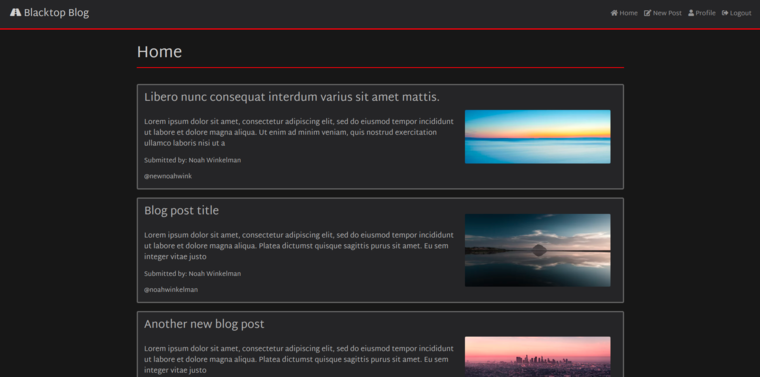 Blacktop Blog
Home New Post Profile Logout
Home
Libero nunc consequat interdum varius sit amet mattis.
Lorem ipsum dolor sit amet, consectetur adipiscing elit, sed do eiusmod tempor incididunt
ut labore et dolore magna aliqua. Ut enim ad minim veniam, quis nostrud exercitation
ullamco laboris nisi ut a
Submitted by: Noah Winkelman
@newnoahwink
Blog post title
Lorem ipsum dolor sit amet, consectetur adipiscing elit, sed do eiusmod tempor incididunt
ut labore et dolore magna aliqua. Platea dictumst quisque sagittis purus sit amet. Eu sem
integer vitae justo
Submitted by: Noah Winkelman
@noahwinkelman
Another new blog post
Lorem ipsum dolor sit amet, consectetur adipiscing elit, sed do eiusmod tempor incididunt
ut labore et dolore magna aliqua. Platea dictumst quisque sagittis purus sit amet. Eu sem
integer vitae justo